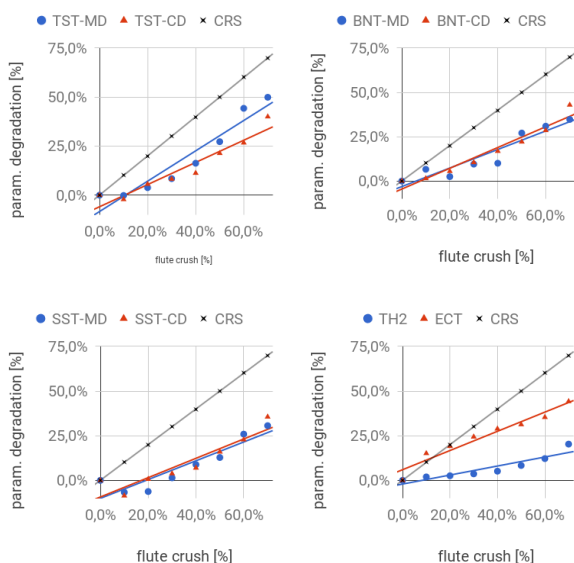 TST-MD TST-CD CRS
param. degradation [%]
75,0%
50,0%
25,0%
0,0%
0,0% 20,0% 40,0% 60,0%
flute crush [%]
BNT-MD BNT-CD CRS
param. degradation [%]
75,0%
50,0%
25,0%
0,0%
0,0% 20,0% 40,0% 60,0%
flute crush [%]
SST-MD SST-CD CRS
param. degradation [%]
75,0%
50,0%
25,0%
0,0%
0,0% 20,0% 40,0% 60,0%
flute crush [%]
TH2 ECT CRS
param. degradation [%]
75,0%
50,0%
25,0%
0,0%
0,0% 20,0% 40,0% 60,0%
flute crush [%]